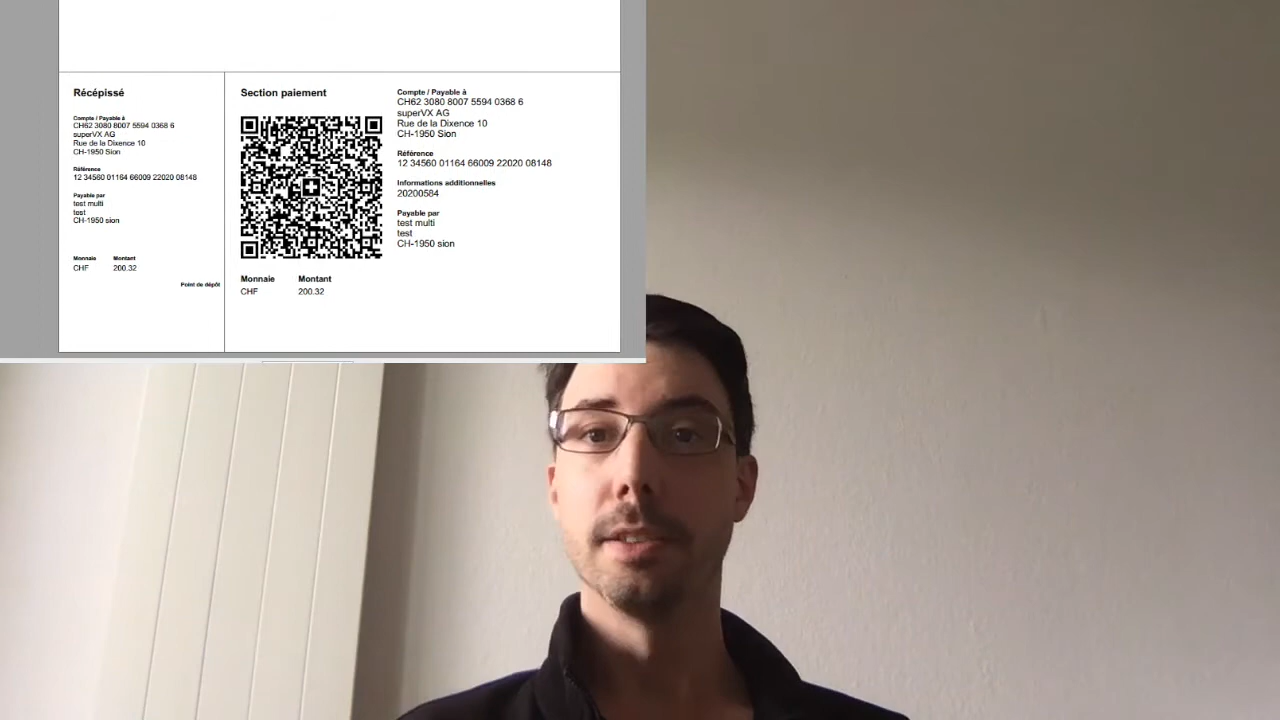 Récépissé
Compte / Payable à
CH62 3080 8007 5594 0368 6
superVX AG
Rue de la Dixence 10
CH-1950 Sion
Référence
12 34560 01164 66009 22020 08148
Payable par
test multi
test
CH-1950 sion
Monnaie Montant
CHF 200.32
Point de dépôt
Section paiement
Monnaie Montant
CHF 200.32
Compte / Payable à
CH62 3080 8007 5594 0368 6
superVX AG
Rue de la Dixence 10
CH-1950 Sion
Référence
12 34560 01164 66009 22020 08148
Informations additionnelles
20200584
Payable par
test multi
test
CH-1950 sion